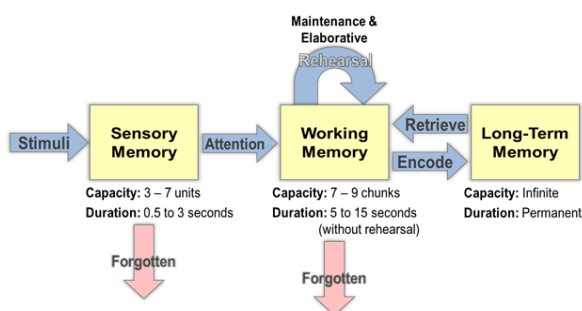 Maintenance &
Elaborative
Rehearsal
Stimuli
Sensory
Memory
Attention
Working
Memory
Retrieve
Encode
Long-Term
Memory
Capacity: 3 – 7 units
Duration: 0.5 to 3 seconds
Capacity: 7 – 9 chunks
Duration: 5 to 15 seconds
(without rehearsal)
Capacity: Infinite
Duration: Permanent
Forgotten
Forgotten